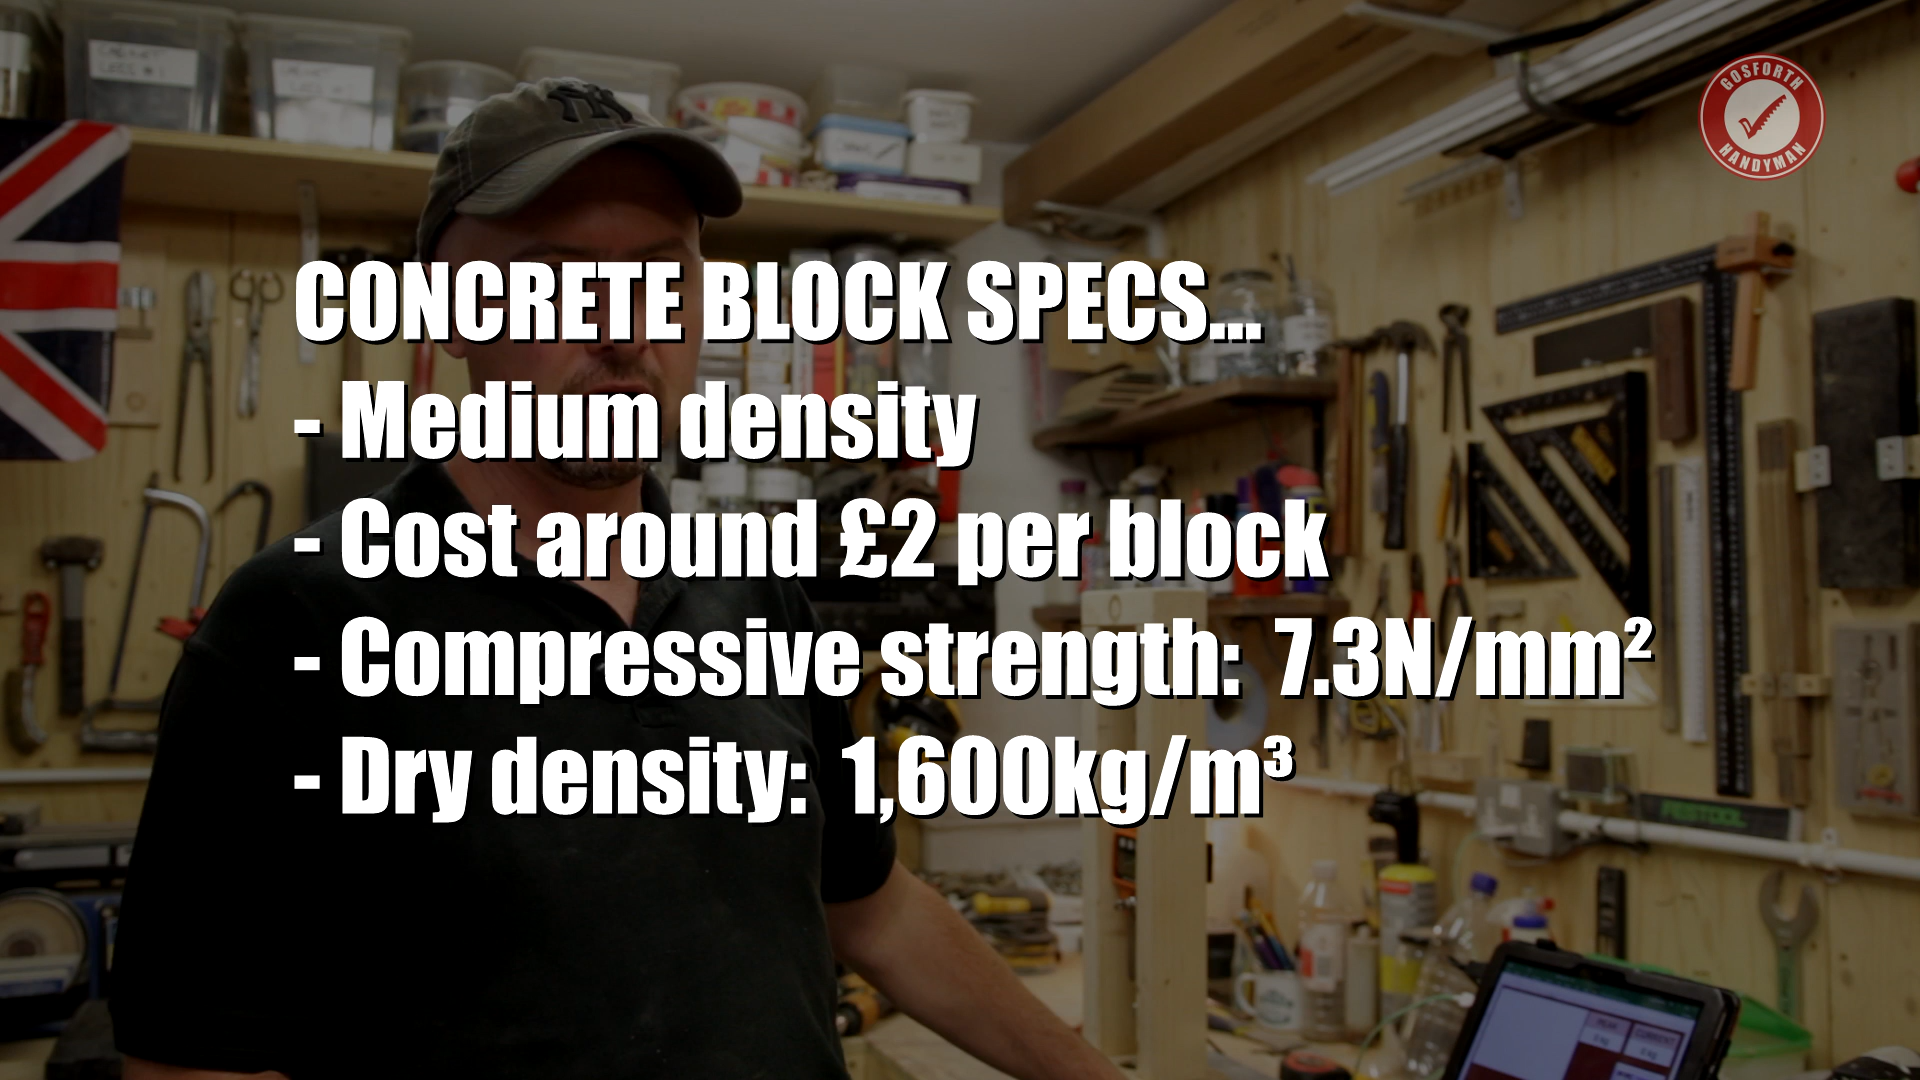 GOSFORTH
HANDYMAN
CONCRETE BLOCK SPECS...
- Medium density
- Cost around £2 per block
- Compressive strength: 7.3N/mm²
- Dry density: 1,600kg/m³
FESTOOL